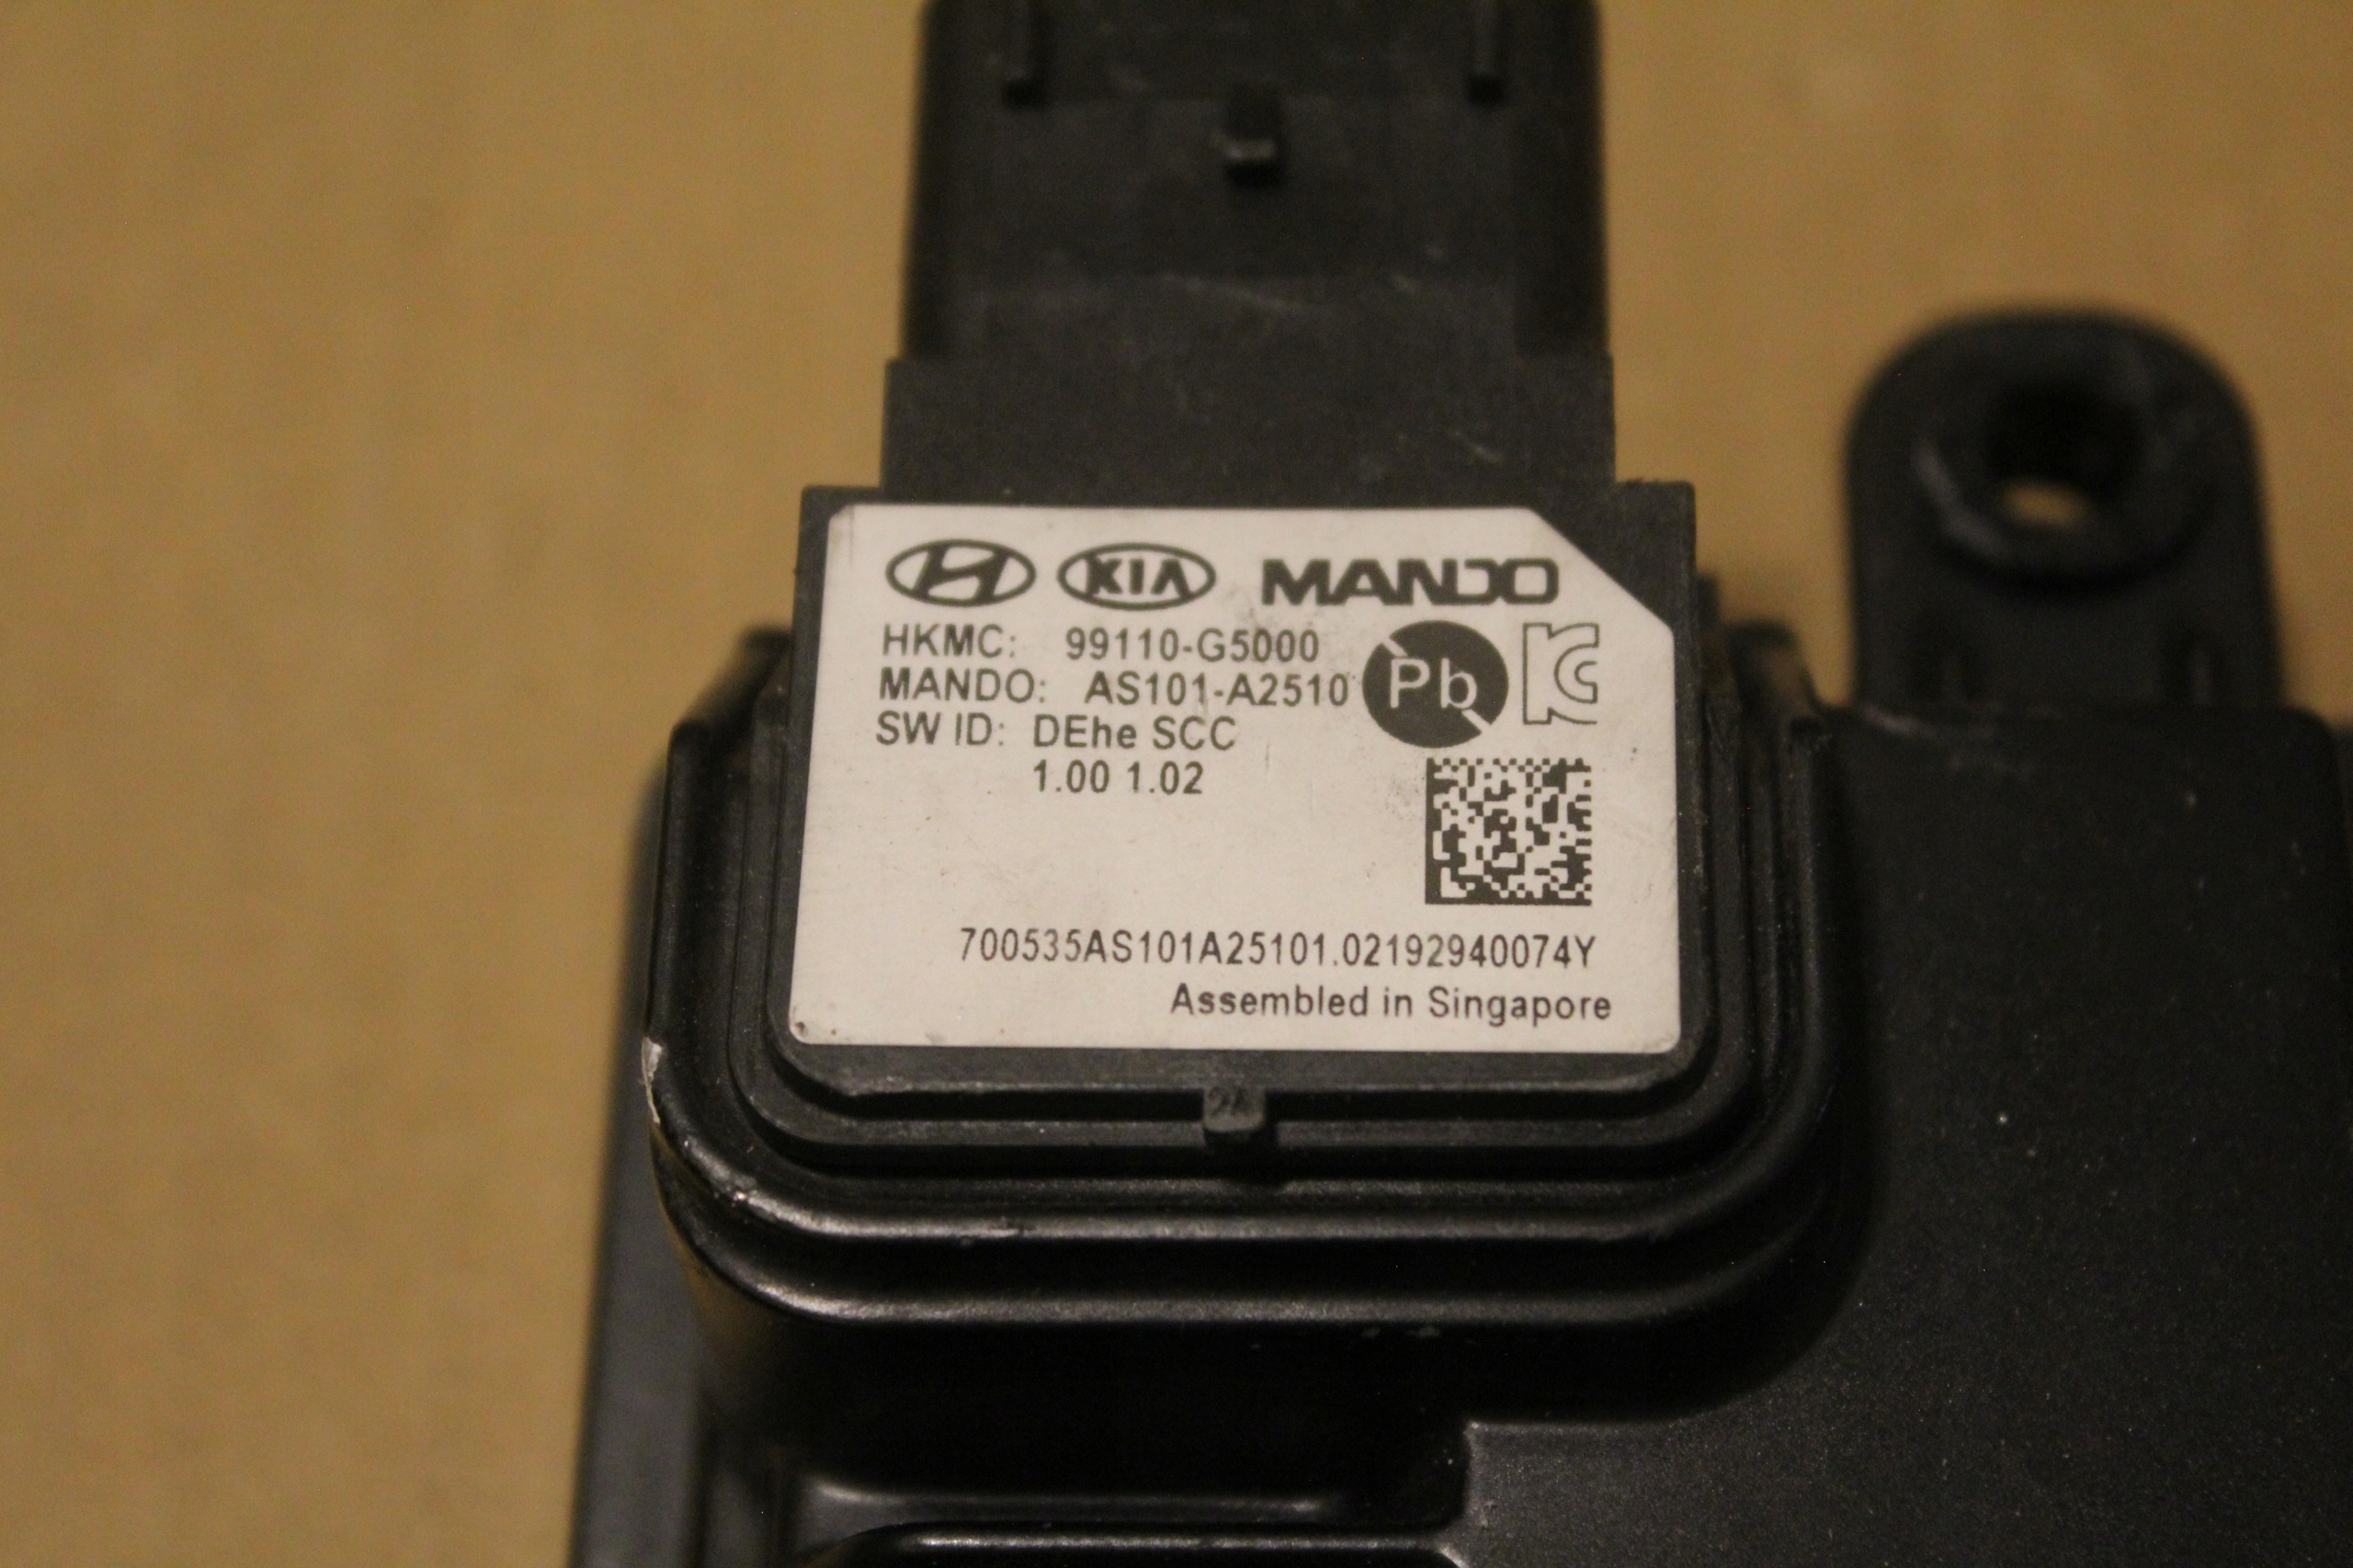 KIA MANDO
HKMC: 99110-G5000
MANDO: AS101-A2510
Pb
SW ID: DEhe SCC
1.00 1.02
700535AS101A25101.02192940074Y
Assembled in Singapore